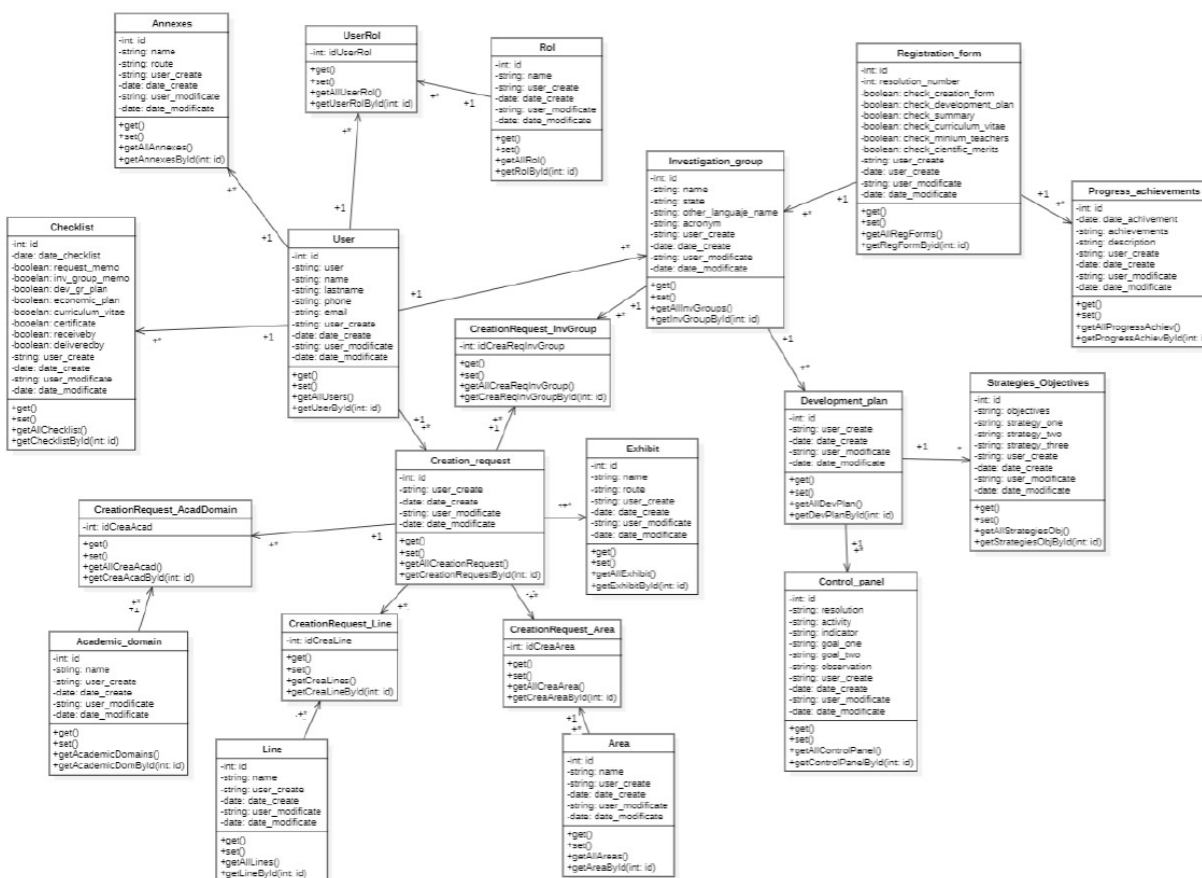 Annexes
-int: id
-string: name
-string: route
-string: user_create
-date: date_create
-string: user_modificate
-date: date_modificate
+get()
+set()
+getAllAnnexes()
+getAnnexesById(int: id)
UserRol
-int: idUserRol
+get()
+set()
+getAllUserRol()
+getUserRolById(int: id)
Rol
-int: id
-string: name
-string: user_create
-date: date_create
-string: user_modificate
-date: date_modificate
+get()
+set()
+getAllRol()
+getRolById(int: id)
Registration_form
-int: id
-int: resolution_number
-boolean: check_creation_form
-boolean: check_development_plan
-boolean: check_summary
-boolean: check_curriculum_vitae
-boolean: check_minium_teachers
-boolean: check_cientific_merits
-string: user_create
-date: user_create
-string: user_modificate
-date: date_modificate
+get()
+set()
+getAllRegForms()
+getRegFormByid(int: id)
Investigation_group
-int: id
-string: name
-string: state
-string: other_languaje_name
-string: acronym
-string: user_create
-date: date_create
-string: user_modificate
-date: date_modificate
+get()
+set()
+getAllInvGroups()
+getInvGroupById(int: id)
Progress_achievements
-int: id
-date: date_achivement
-string: achievements
-string: description
-string: user_create
-date: date_create
-string: user_modificate
-date: date_modificate
+get()
+set()
+getAllProgressAchiev()
+getProgressAchievById(int: i
Checklist
-int: id
-date: date_checklist
-boolean: request_memo
-booelan: inv_group_memo
-boolean: dev_gr_plan
-boolean: economic_plan
-boolean: curriculum_vitae
-boolean: certificate
-boolean: receiveby
-boolean: deliveredby
-string: user_create
-date: date_create
-string: user_modificate
-date: date_modificate
+get()
+set()
+getAllChecklist()
+getChecklistById(int: id)
User
-int: id
-string: user
-string: name
-string: lastname
-string: phone
-string: email
-string: user_create
-date: date_create
-string: user_modificate
-date: date_modificate
+get()
+set()
+getAllUsers()
+getUserById(int: id)
CreationRequest_InvGroup
-int: idCreaReqInvGroup
+get()
+set()
+getAllCreaReqInvGroup()
+getCreaReqInvGroupById(int: id)
Development_plan
-int: id
-string: user_create
-date: date_create
-string: user_modificate
-date: date_modificate
+get()
+set()
+getAllDevPlan()
+getDevPlanById(int: id)
Strategies_Objectives
-int: id
-string: objectives
-string: strategy_one
-string: strategy_two
-string: strategy_three
-string: user_create
-date: date_create
-string: user_modificate
-date: date_modificate
+get()
+set()
+getAllStrategiesObj()
+getStrategiesObjById(int: id)
Creation_request
-int: id
-string: user_create
-date: date_create
-string: user_modificate
-date: date_modificate
+get()
+set()
+getAllCreationRequest()
+getCreationRequestById(int: id)
Exhibit
-int: id
-string: name
-string: route
-string: user_create
-date: date_create
-string: user_modificate
-date: date_modificate
+get()
+set()
+getAllExhibit()
+getExhibitById(int: id)
CreationRequest_AcadDomain
-int: idCreaAcad
+get()
+set()
+getAllCreaAcad()
+getCreaAcadById(int: id)
Control_panel
-int: id
-string: resolution
-string: activity
-string: indicator
-string: goal_one
-string: goal_two
-string: observation
-string: user_create
-date: date_create
-string: user_modificate
-date: date_modificate
+get()
+set()
+getAllControlPanel()
+getControlPanelById(int: id)
CreationRequest_Line
-int: idCreaLine
+get()
+set()
+getCreaLines()
+getCreaLineById(int: id)
CreationRequest_Area
-int: idCreaArea
+get()
+set()
+getAllCreaArea()
+getCreaAreaById(int: id)
Academic_domain
-int: id
-string: name
-string: user_create
-date: date_create
-string: user_modificate
-date: date_modificate
+get()
+set()
+getAcademicDomains()
+getAcademicDomById(int: id)
Line
-int: id
-string: name
-string: user_create
-date: date_create
-string: user_modificate
-date: date_modificate
+get()
+set()
+getAllLines()
+getLineById(int: id)
Area
-int: id
-string: name
-string: user_create
-date: date_create
-string: user_modificate
-date: date_modificate
+get()
+set()
+getAllAreas()
+getAreaById(int: id)